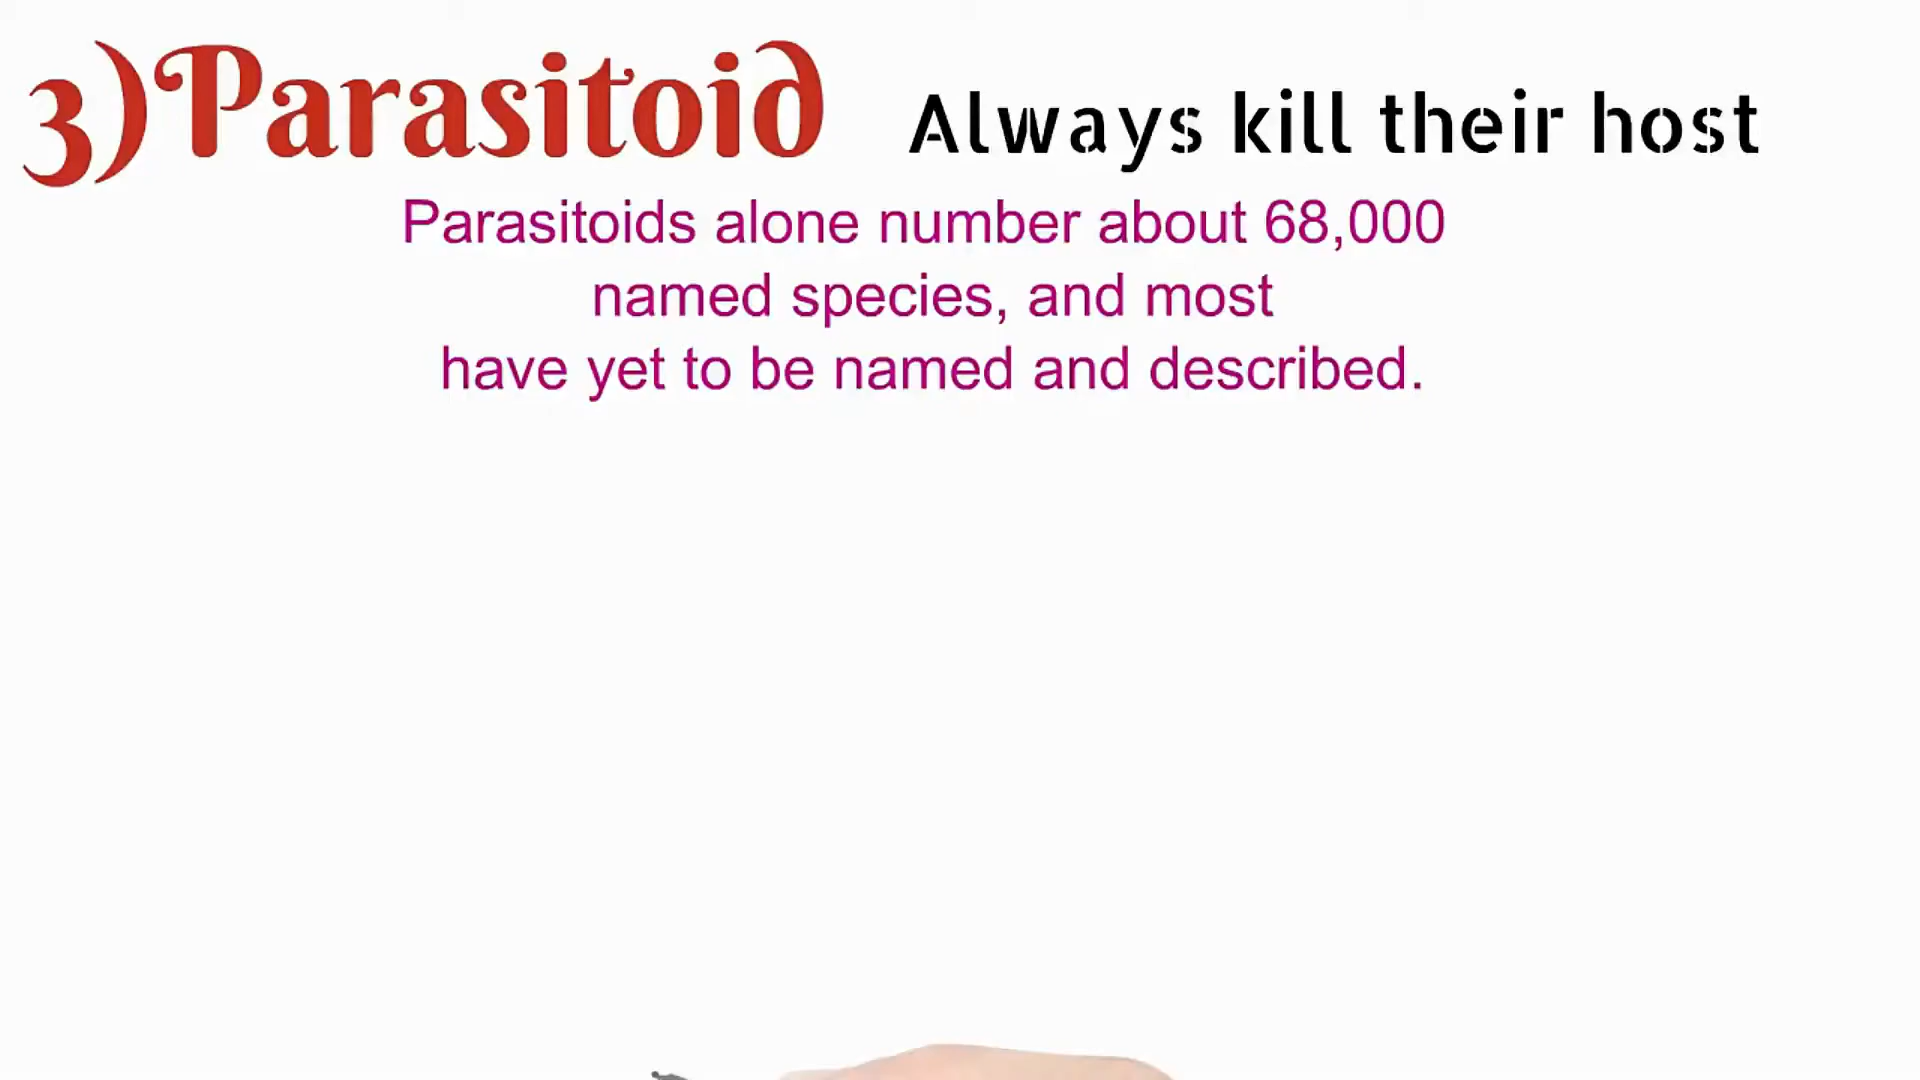 3)Parasitoid Always kill their host
Parasitoids alone number about 68,000
named species, and most
have yet to be named and described.